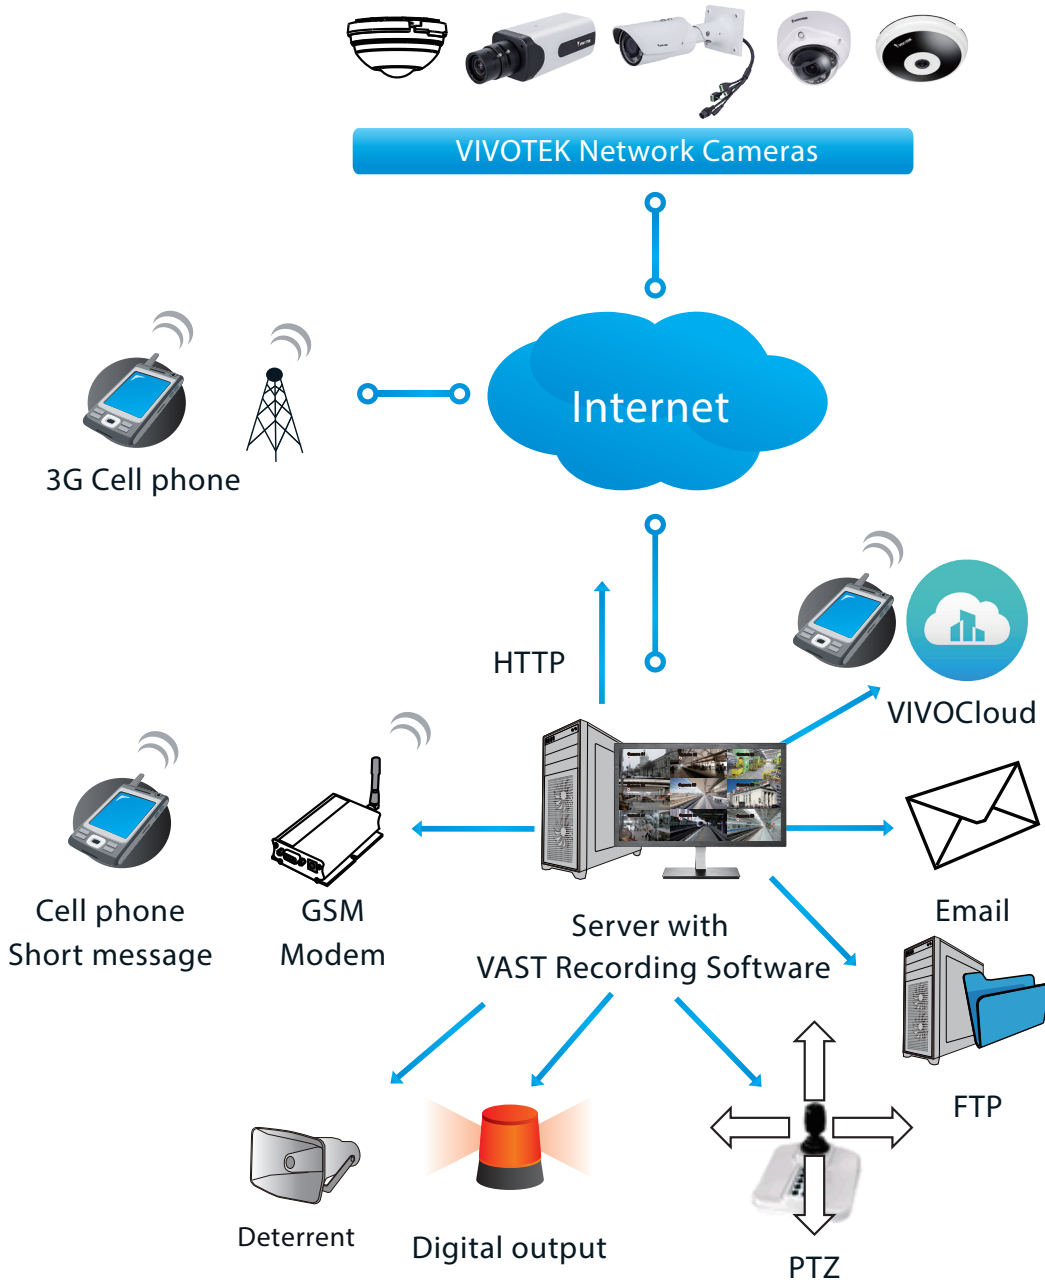 VIVOTEK Network Cameras
Internet
3G Cell phone
HTTP
VIVOCloud
Cell phone
Short message
GSM
Modem
Server with
VAST Recording Software
Email
FTP
Deterrent
Digital output
PTZ